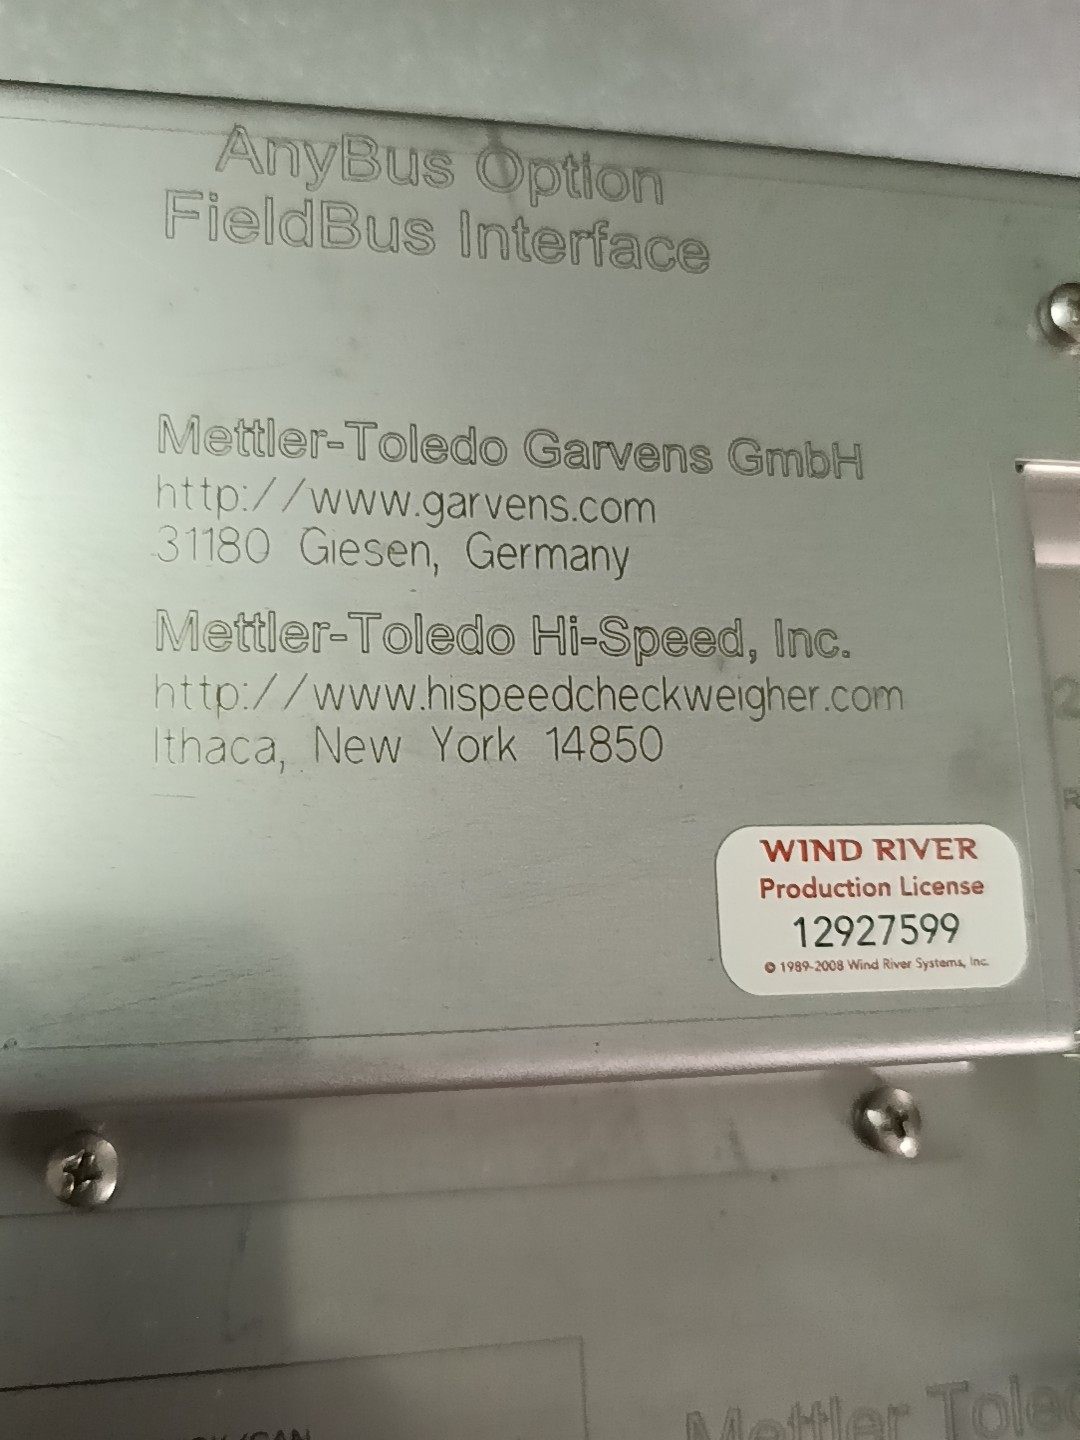 AnyBus Option
FieldBus Interface
Mettler-Toledo Garvens GmbH
http://www.garvens.com
31180 Giesen, Germany
Mettler-Toledo Hi-Speed, Inc.
http://www.hispeedcheckweigher.com
Ithaca, New York 14850
WIND RIVER
Production License
12927599
© 1989-2008 Wind River Systems, Inc.
Mettler